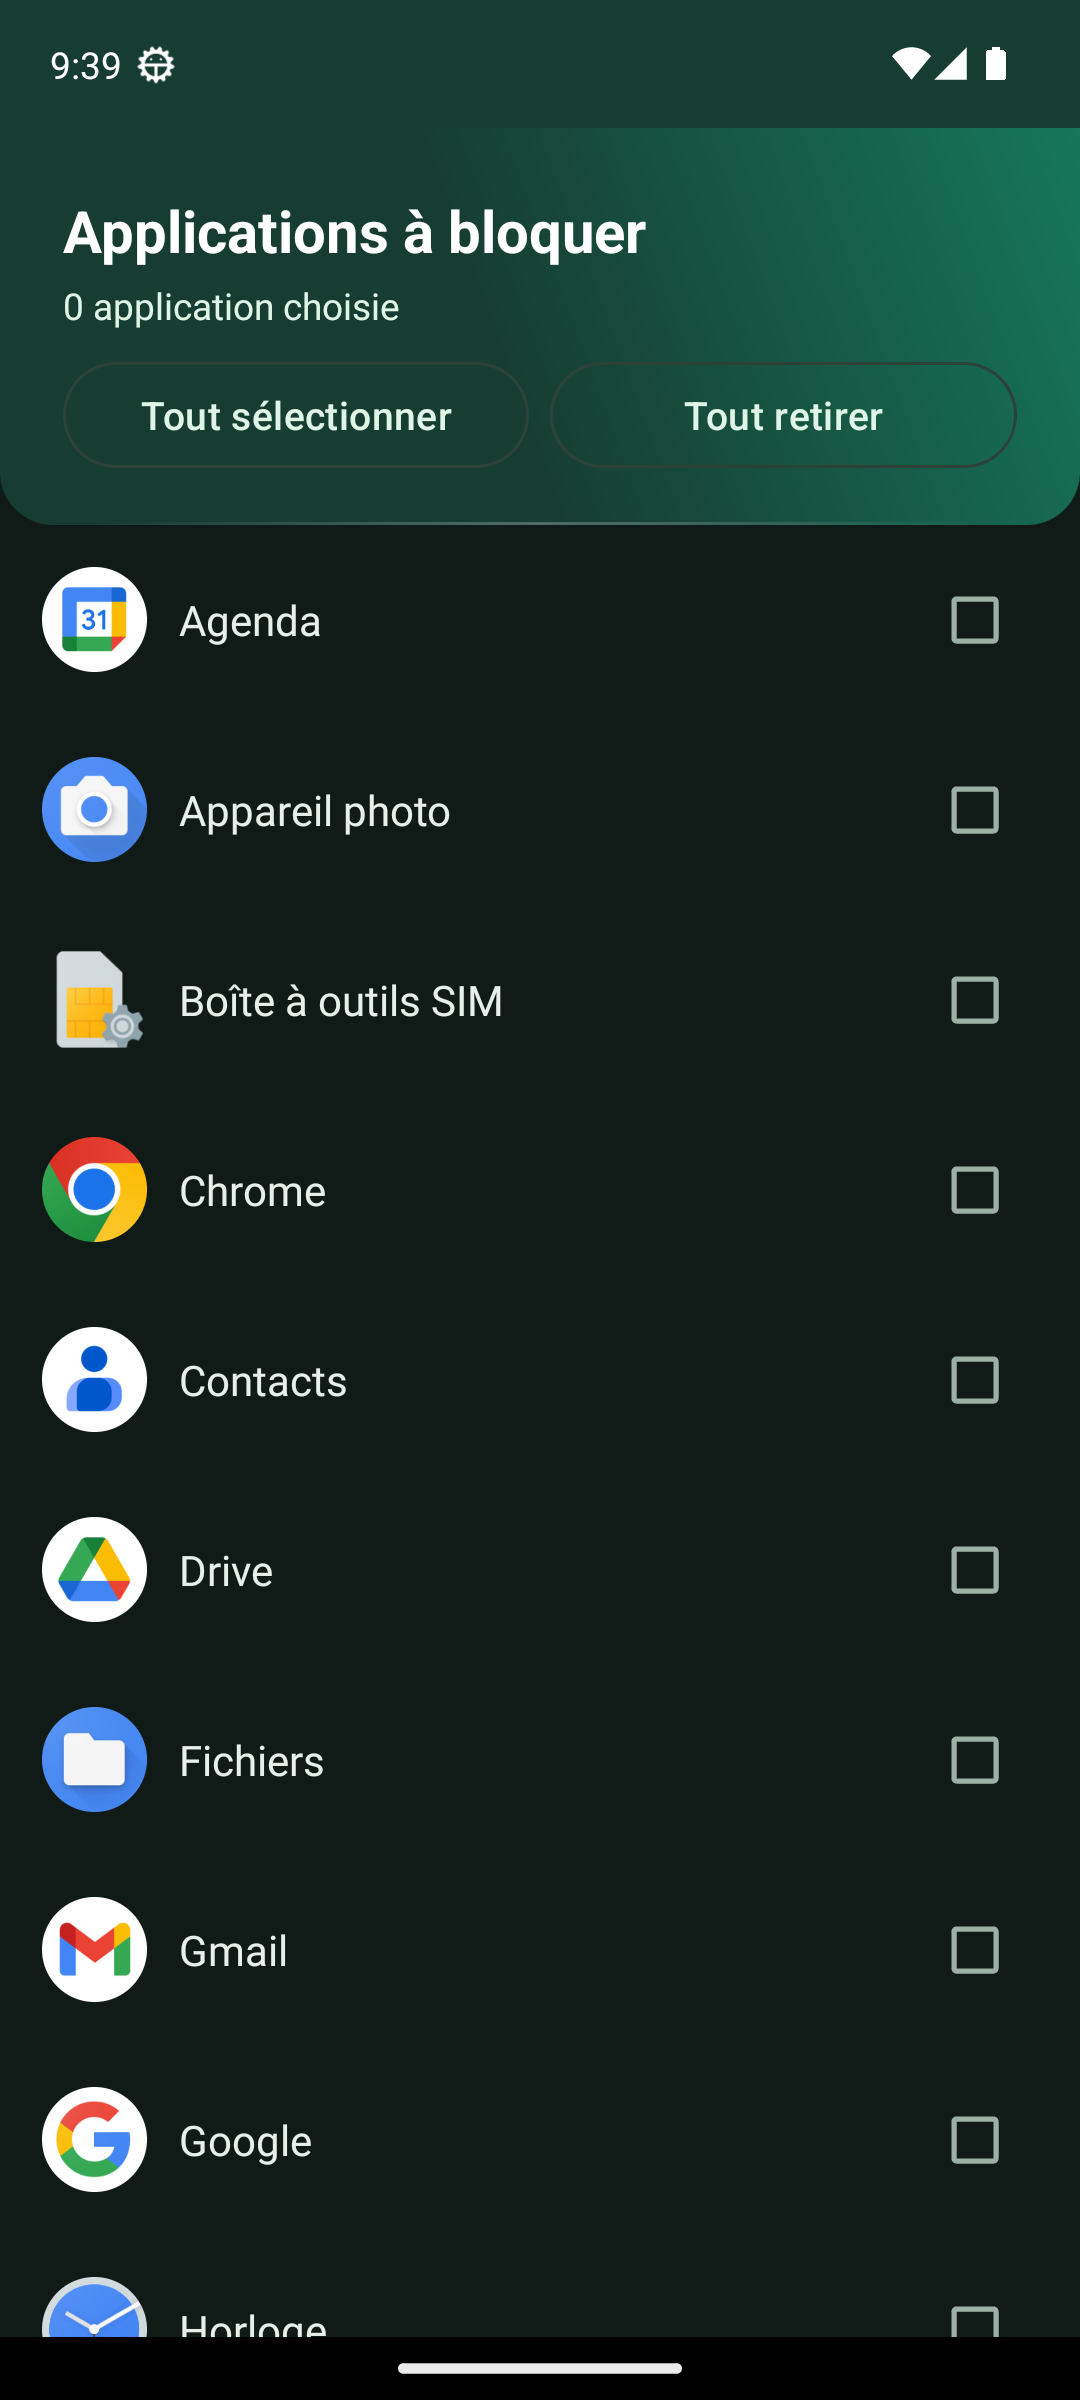 9:39
Applications à bloquer
0 application choisie
Tout sélectionner
Tout retirer
31
Agenda
Appareil photo
Boîte à outils SIM
Chrome
Contacts
Drive
Fichiers
Gmail
Google
Horloge